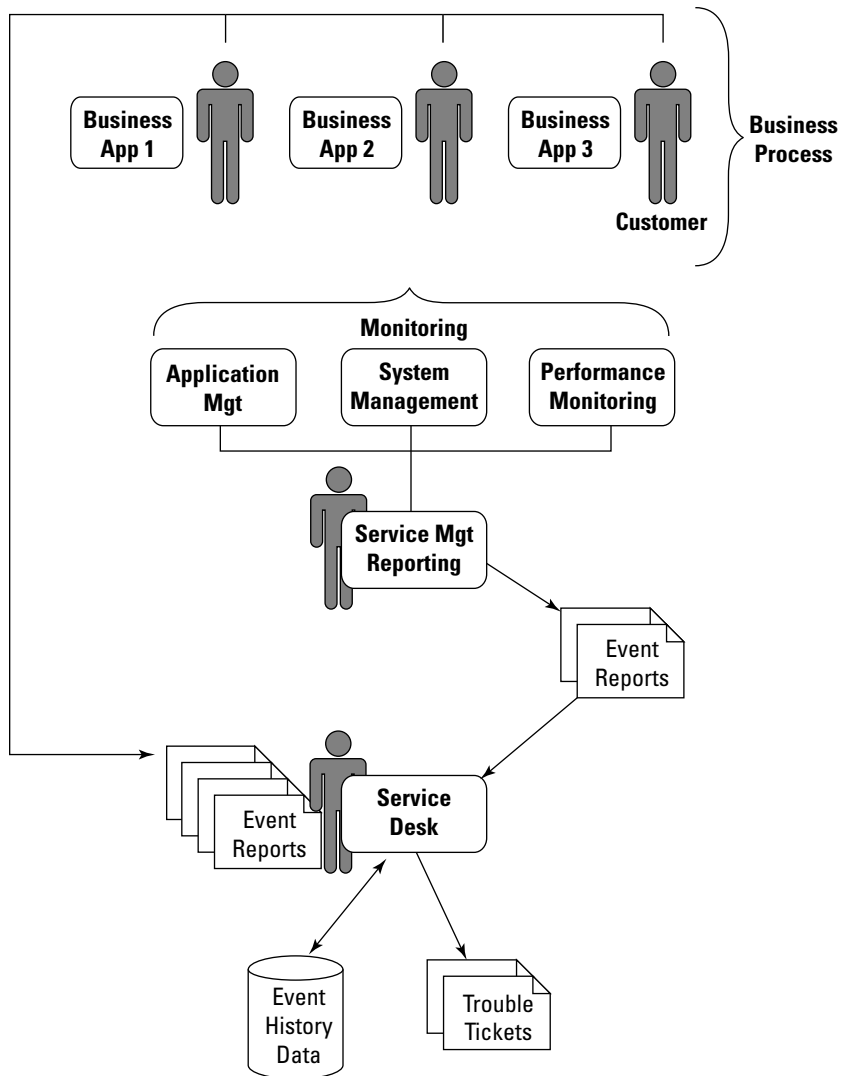 Business
App 1
Business
App 2
Business
App 3
Customer
Business
Process
Monitoring
Application
Mgt
System
Management
Performance
Monitoring
Service Mgt
Reporting
Event
Reports
Event
Reports
Service
Desk
Event
History
Data
Trouble
Tickets